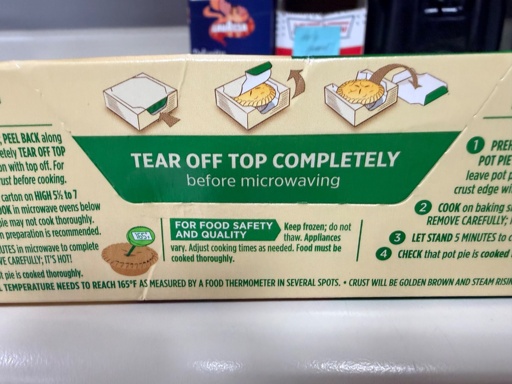 TEAR OFF TOP COMPLETELY
before microwaving
PEEL BACK along
TEAR OFF TOP
on with top off. For
before cooking.
carton on HIGH 5½ to 7
in microwave ovens below
pie may not cook thoroughly.
preparation is recommended.
in microwave to complete
CAREFULLY; IT'S HOT!
pie is cooked thoroughly.
FOR FOOD SAFETY
AND QUALITY
Keep frozen; do not
thaw. Appliances
vary. Adjust cooking times as needed. Food must be
cooked thoroughly.
1
POT PIE
leave pot p
crust edge wi
2 COOK on baking s
REMOVE CAREFULLY;
3 LET STAND 5 MINUTES to c
4 CHECK that pot pie is cooked
TEMPERATURE NEEDS TO REACH 165°F AS MEASURED BY A FOOD THERMOMETER IN SEVERAL SPOTS. • CRUST WILL BE GOLDEN BROWN AND STEAM RISIN